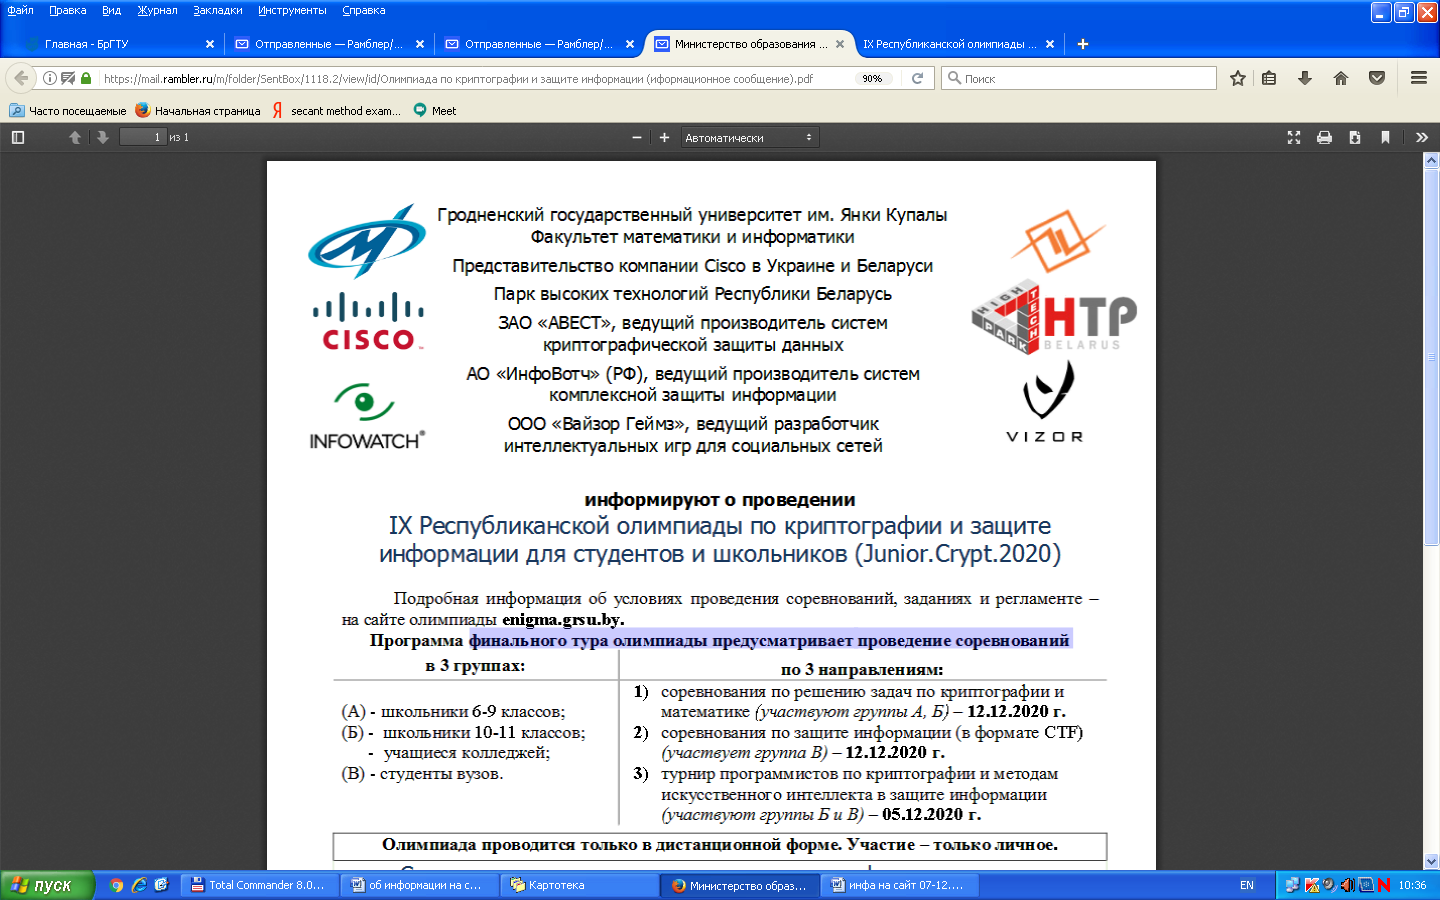 Файл Правка Вид Журнал Закладки Инструменты Справка
Главная - БрГТУ
Отправленные — Рамблер/...
Отправленные — Рамблер/...
Министерство образования ...
IX Республиканской олимпиады ...
https://mail.rambler.ru/m/folder/SentBox/1118.2/view/id/Олимпиада по криптографии и защите информации (иформационное сообщение).pdf
90%
Поиск
Часто посещаемые
Начальная страница
secant method exam...
Meet
1 из 1
Автоматически
Гродненский государственный университет им. Янки Купалы
Факультет математики и информатики
Представительство компании Cisco в Украине и Беларуси
Парк высоких технологий Республики Беларусь
ЗАО «АВЕСТ», ведущий производитель систем
криптографической защиты данных
АО «ИнфоВотч» (РФ), ведущий производитель систем
комплексной защиты информации
ООО «Вайзор Геймз», ведущий разработчик
интеллектуальных игр для социальных сетей
CISCO
INFOWATCH®
HIGH TECH PARK
HTP
BELARUS
VIZOR
информируют о проведении
IX Республиканской олимпиады по криптографии и защите
информации для студентов и школьников (Junior.Crypt.2020)
Подробная информация об условиях проведения соревнований, заданиях и регламенте –
на сайте олимпиады enigma.grsu.by.
Программа финального тура олимпиады предусматривает проведение соревнований
в 3 группах:
(А) - школьники 6-9 классов;
(Б) - школьники 10-11 классов;
- учащиеся колледжей;
(В) - студенты вузов.
по 3 направлениям:
1) соревнования по решению задач по криптографии и
математике (участвуют группы А, Б) – 12.12.2020 г.
2) соревнования по защите информации (в формате CTF)
(участвует группа В) – 12.12.2020 г.
3) турнир программистов по криптографии и методам
искусственного интеллекта в защите информации
(участвуют группы Б и В) – 05.12.2020 г.
Олимпиада проводится только в дистанционной форме. Участие – только личное.
пуск
Total Commander 8.0...
об информации на с...
Картотека
Министерство образ...
инфа на сайт 07-12....
EN
10:36